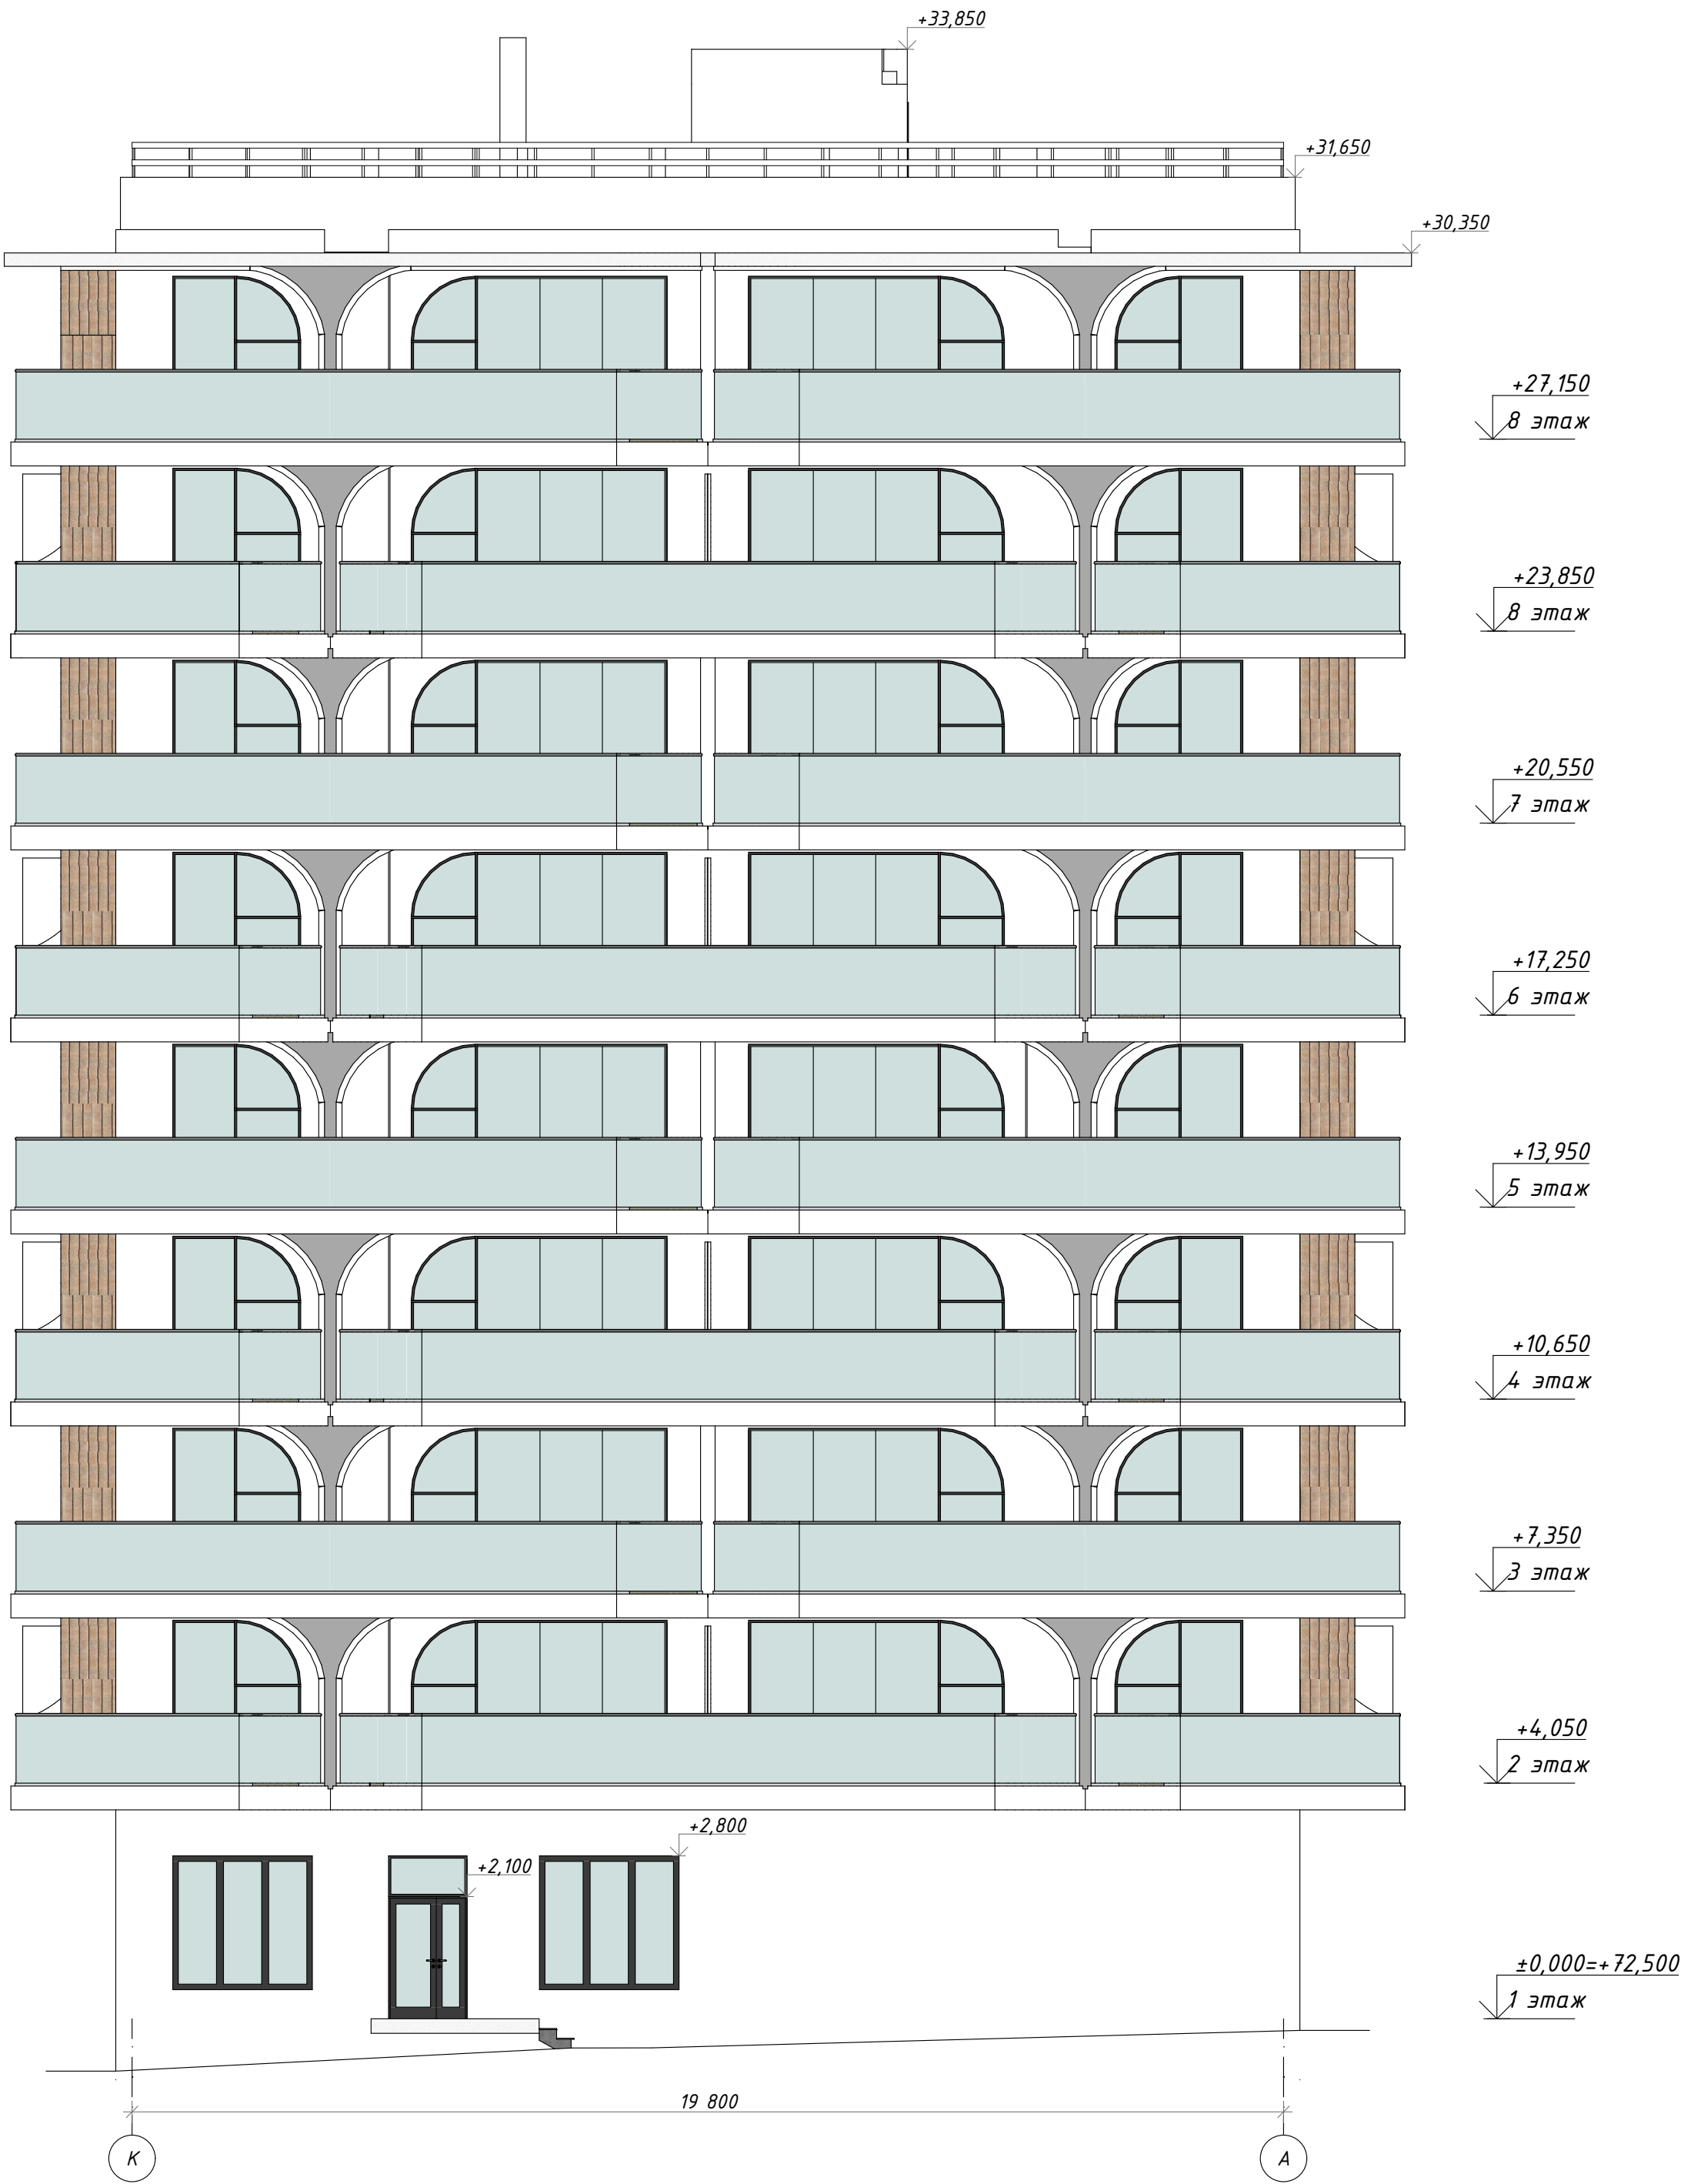 +33,850
+31,650
+30,350
+27,150
8 этаж
+23,850
8 этаж
+20,550
7 этаж
+17,250
6 этаж
+13,950
5 этаж
+10,650
4 этаж
+7,350
3 этаж
+4,050
2 этаж
+2,800
+2,100
±0,000=+72,500
1 этаж
19 800
К
А